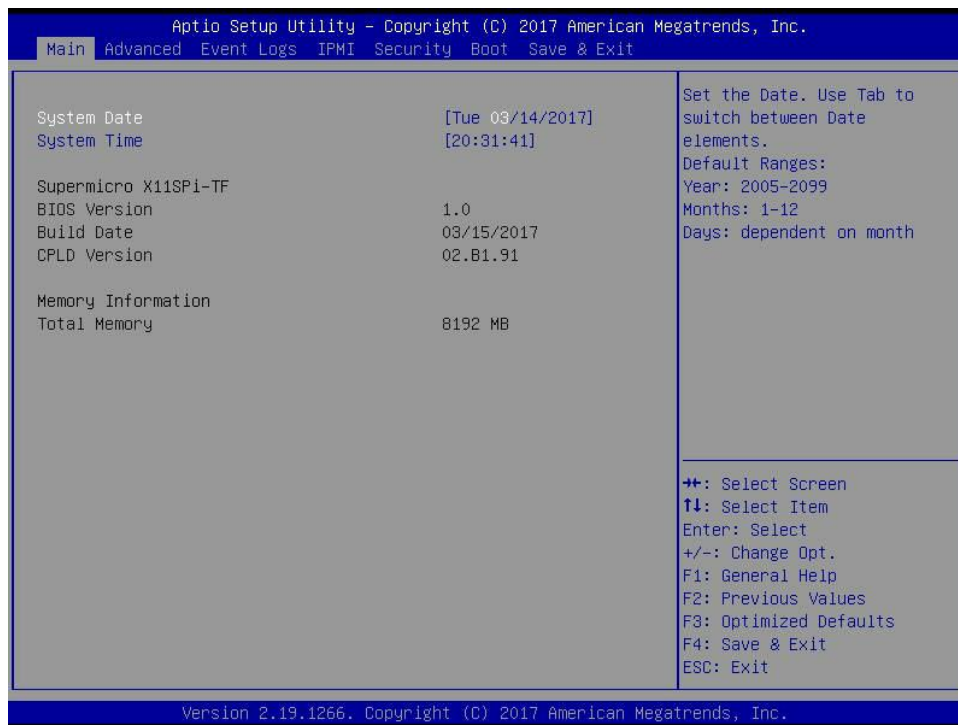 Aptio Setup Utility – Copyright (C) 2017 American Megatrends, Inc.
Main Advanced Event Logs IPMI Security Boot Save & Exit
System Date [Tue 03/14/2017]
System Time [20:31:41]
Supermicro X11SPi-TF
BIOS Version 1.0
Build Date 03/15/2017
CPLD Version 02.B1.91
Memory Information
Total Memory 8192 MB
Set the Date. Use Tab to
switch between Date
elements.
Default Ranges:
Year: 2005-2099
Months: 1-12
Days: dependent on month
→←: Select Screen
↑↓: Select Item
Enter: Select
+/-: Change Opt.
F1: General Help
F2: Previous Values
F3: Optimized Defaults
F4: Save & Exit
ESC: Exit
Version 2.19.1266. Copyright (C) 2017 American Megatrends, Inc.